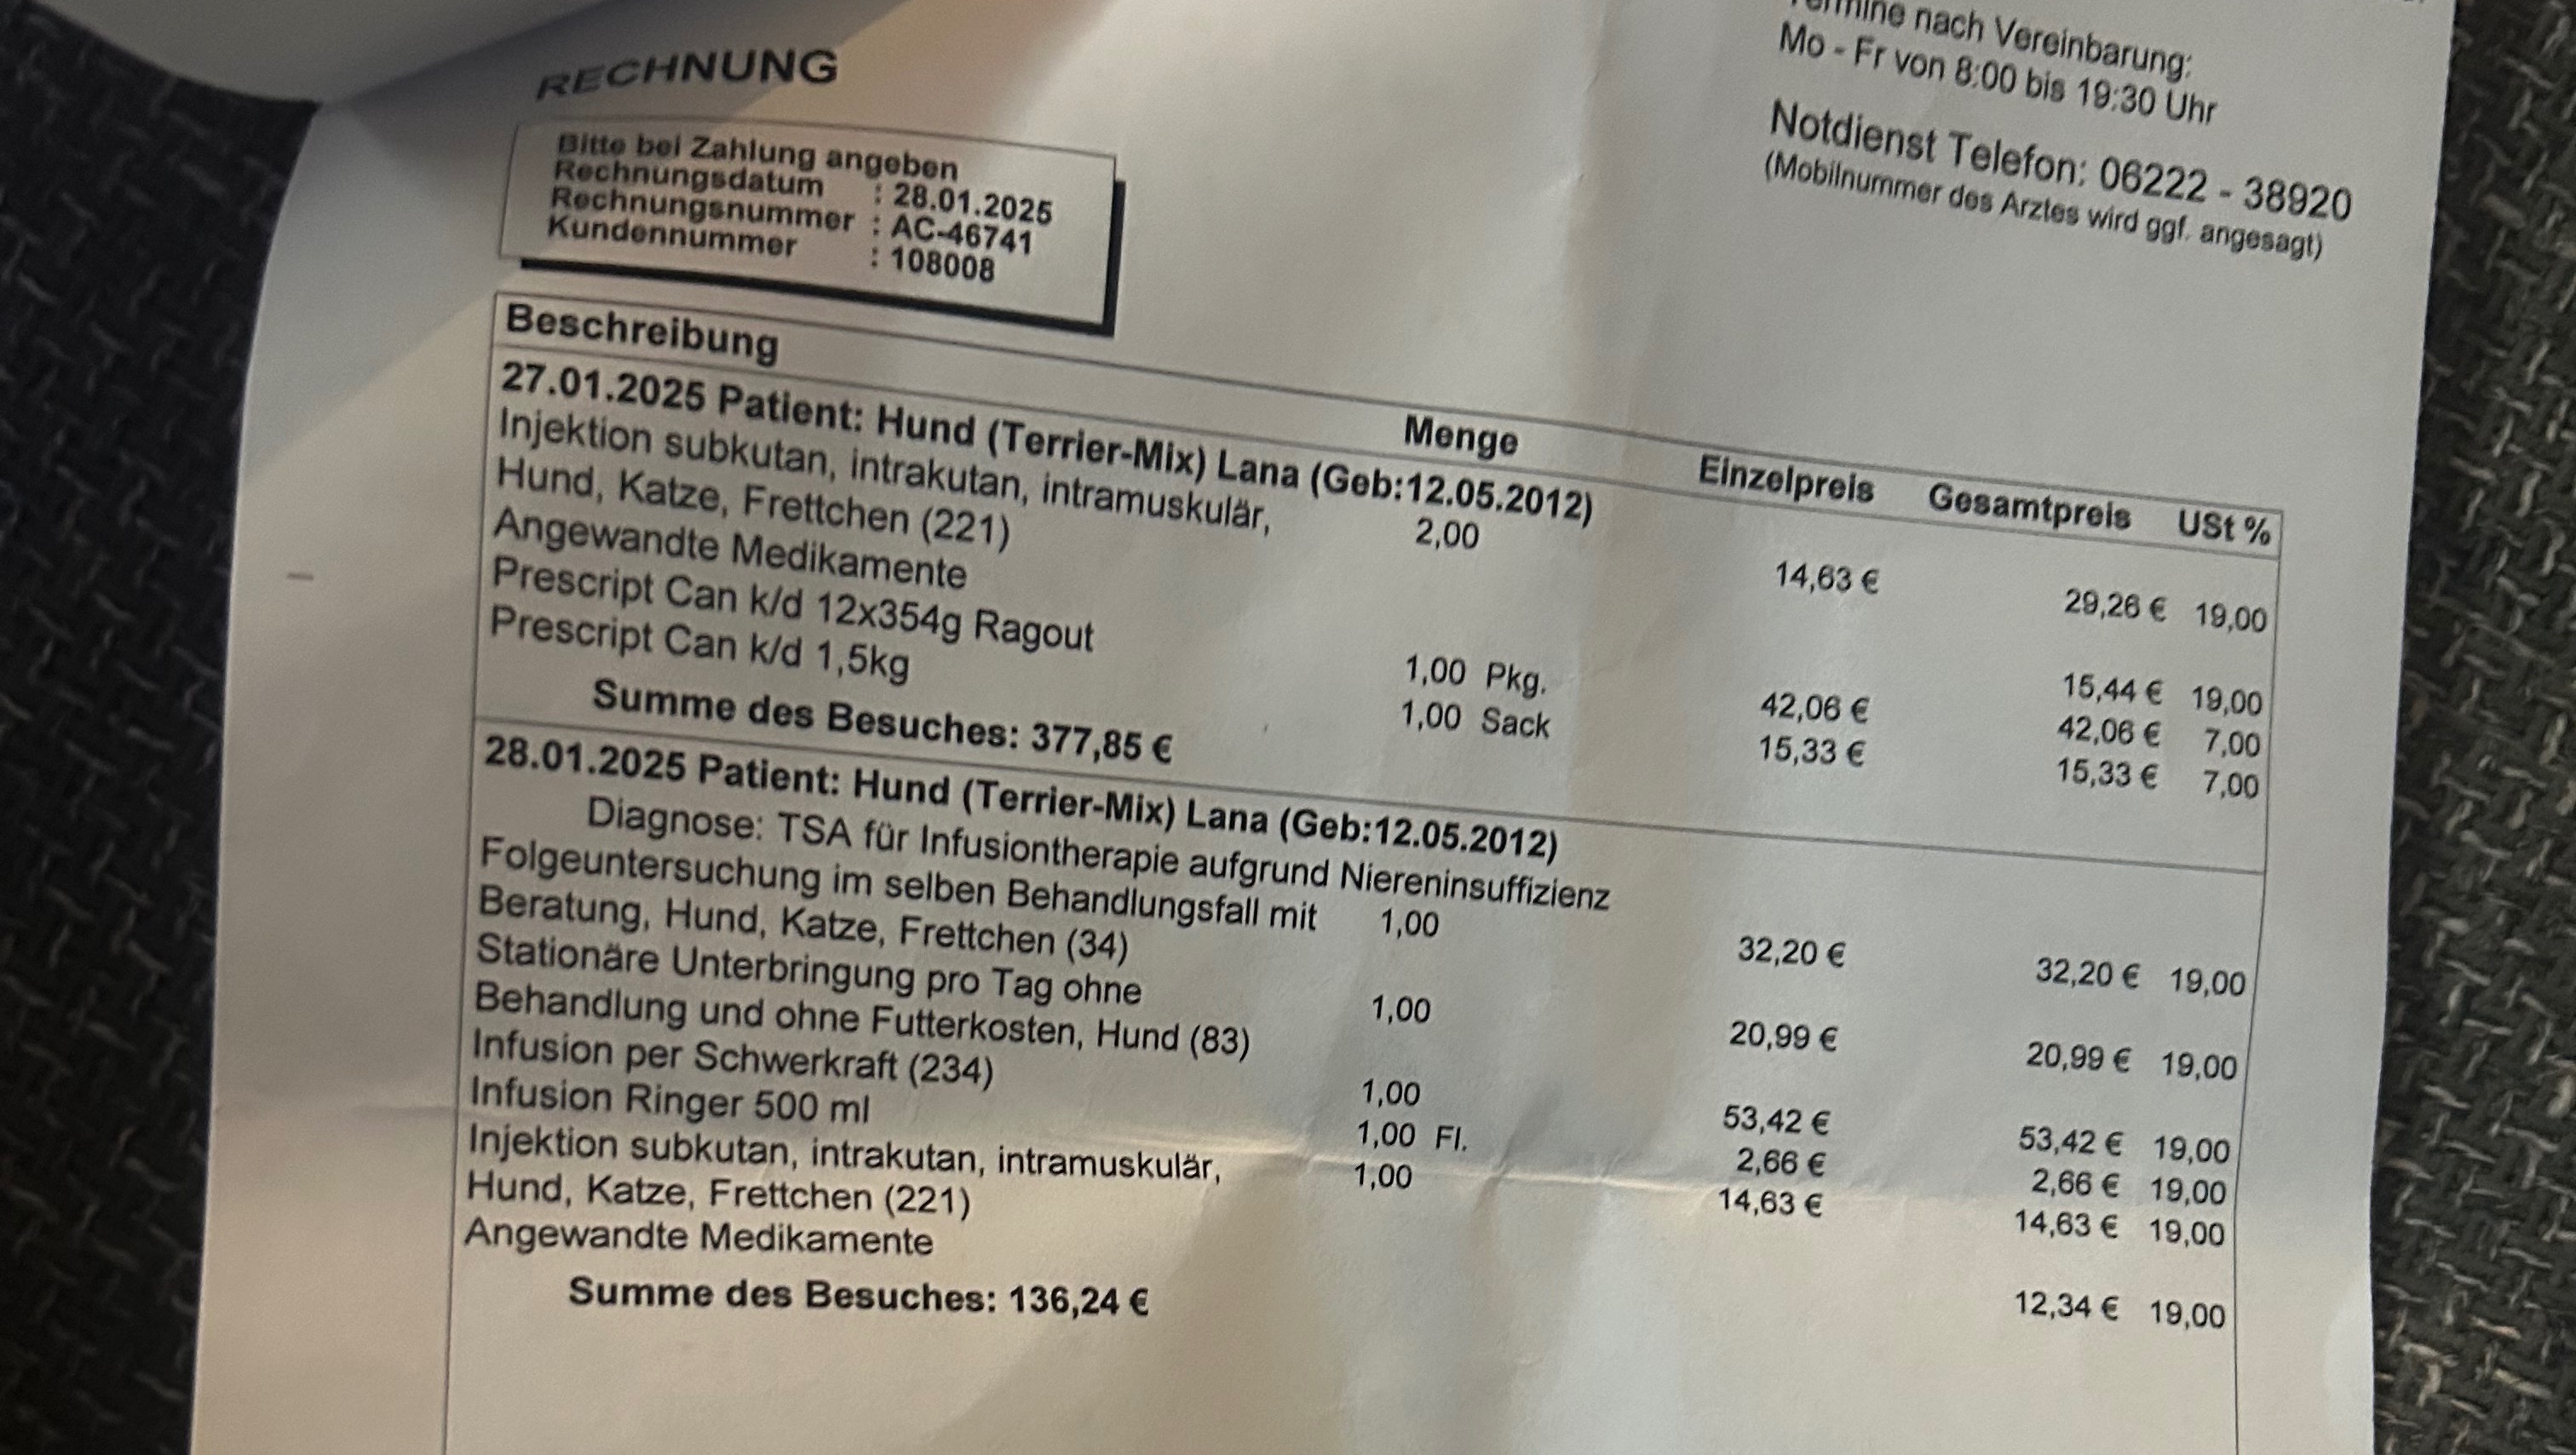 Termine nach Vereinbarung:
Mo - Fr von 8:00 bis 19:30 Uhr
Notdienst Telefon: 06222 - 38920
(Mobilnummer des Arztes wird ggf. angesagt)
RECHNUNG
Bitte bei Zahlung angeben
Rechnungsdatum : 28.01.2025
Rechnungsnummer : AC-46741
Kundennummer : 108008
Beschreibung Menge Einzelpreis Gesamtpreis USt %
27.01.2025 Patient: Hund (Terrier-Mix) Lana (Geb:12.05.2012)
Injektion subkutan, intrakutan, intramuskulär, 2,00 14,63 € 29,26 € 19,00
Hund, Katze, Frettchen (221)
Angewandte Medikamente 15,44 € 19,00
Prescript Can k/d 12x354g Ragout 1,00 Pkg. 42,06 € 42,06 € 7,00
Prescript Can k/d 1,5kg 1,00 Sack 15,33 € 15,33 € 7,00
Summe des Besuches: 377,85 €
28.01.2025 Patient: Hund (Terrier-Mix) Lana (Geb:12.05.2012)
Diagnose: TSA für Infusiontherapie aufgrund Niereninsuffizienz
Folgeuntersuchung im selben Behandlungsfall mit 1,00 32,20 € 32,20 € 19,00
Beratung, Hund, Katze, Frettchen (34)
Stationäre Unterbringung pro Tag ohne 1,00 20,99 € 20,99 € 19,00
Behandlung und ohne Futterkosten, Hund (83)
Infusion per Schwerkraft (234) 1,00 53,42 € 53,42 € 19,00
Infusion Ringer 500 ml 1,00 Fl. 2,66 € 2,66 € 19,00
Injektion subkutan, intrakutan, intramuskulär, 1,00 14,63 € 14,63 € 19,00
Hund, Katze, Frettchen (221)
Angewandte Medikamente 12,34 € 19,00
Summe des Besuches: 136,24 €